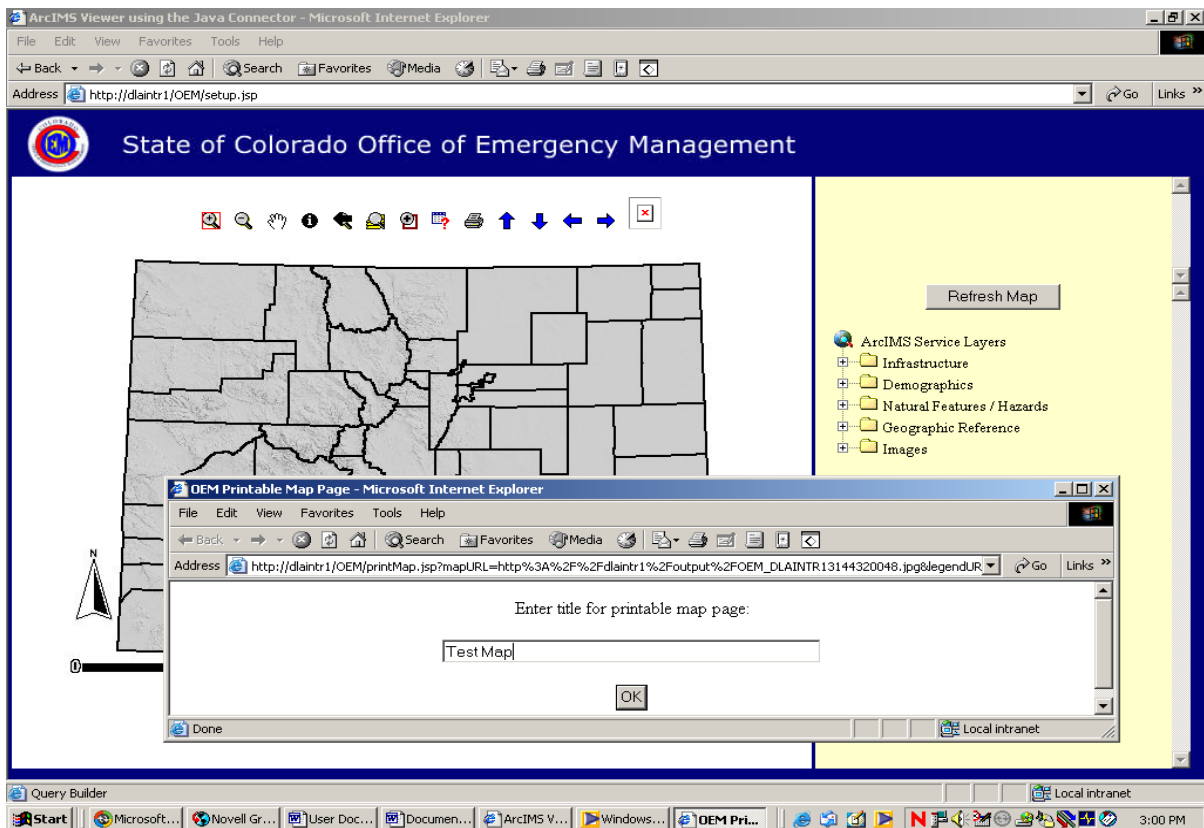 ArcIMS Viewer using the Java Connector - Microsoft Internet Explorer
File Edit View Favorites Tools Help
Back Search Favorites Media
Address http://dlaintr1/OEM/setup.jsp Go Links »
State of Colorado Office of Emergency Management
Refresh Map
ArcIMS Service Layers
Infrastructure
Demographics
Natural Features / Hazards
Geographic Reference
Images
N
0
OEM Printable Map Page - Microsoft Internet Explorer
File Edit View Favorites Tools Help
Back Search Favorites Media
Address http://dlaintr1/OEM/printMap.jsp?mapURL=http%3A%2F%2Fdlaintr1%2Foutput%2FOEM_DLAINTR13144320048.jpg&legendUR Go Links »
Enter title for printable map page:
Test Map
OK
Done Local intranet
Query Builder Local intranet
Start Microsoft... Novell Gr... User Doc... Documen... ArcIMS V... Windows... OEM Pri... 3:00 PM